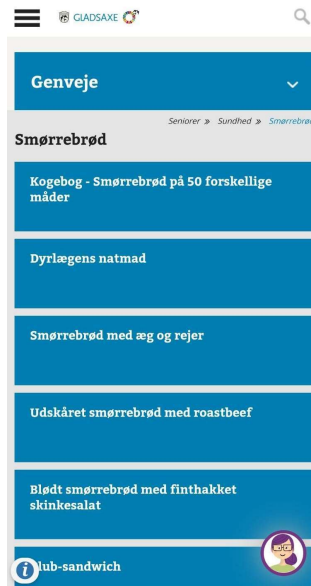 GLADSAXE
Genveje
Seniorer » Sundhed » Smørrebrød
Smørrebrød
Kogebog - Smørrebrød på 50 forskellige
måder
Dyrlægens natmad
Smørrebrød med æg og rejer
Udskåret smørrebrød med roastbeef
Blødt smørrebrød med finthakket
skinkesalat
lub-sandwich